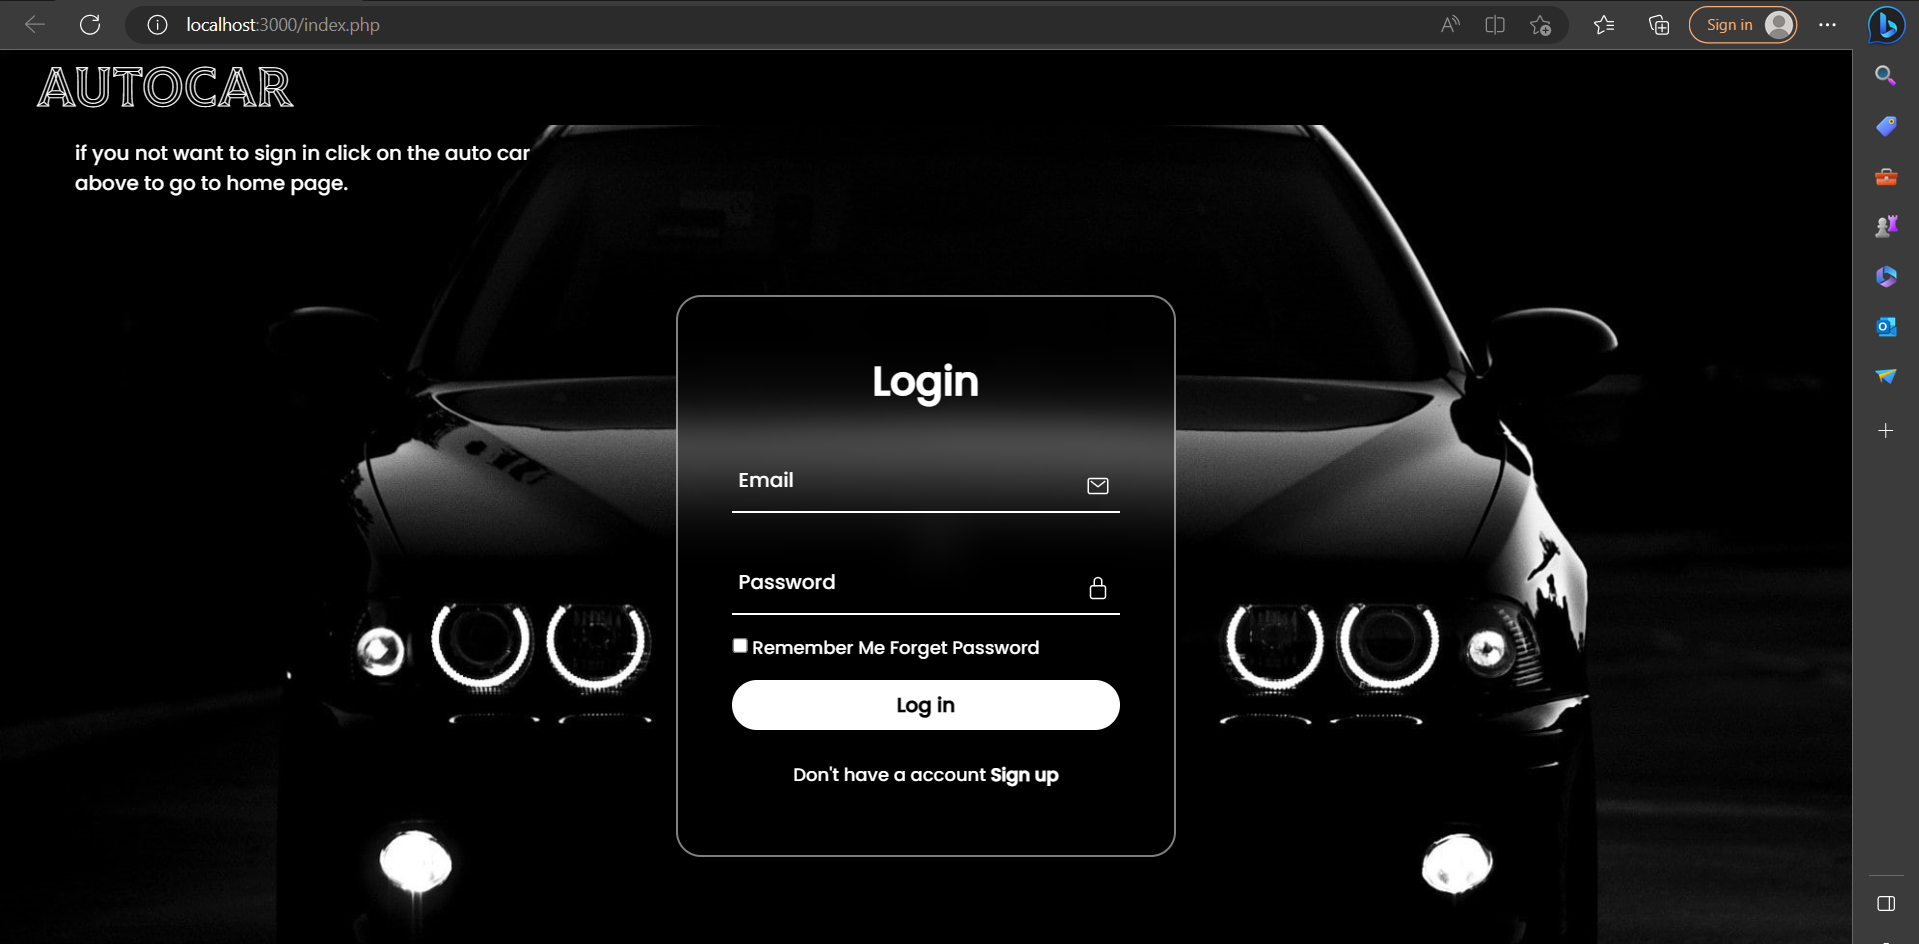 localhost:3000/index.php
Sign in
AUTOCAR
if you not want to sign in click on the auto car
above to go to home page.
Login
Email
Password
Remember Me Forget Password
Log in
Don't have a account Sign up